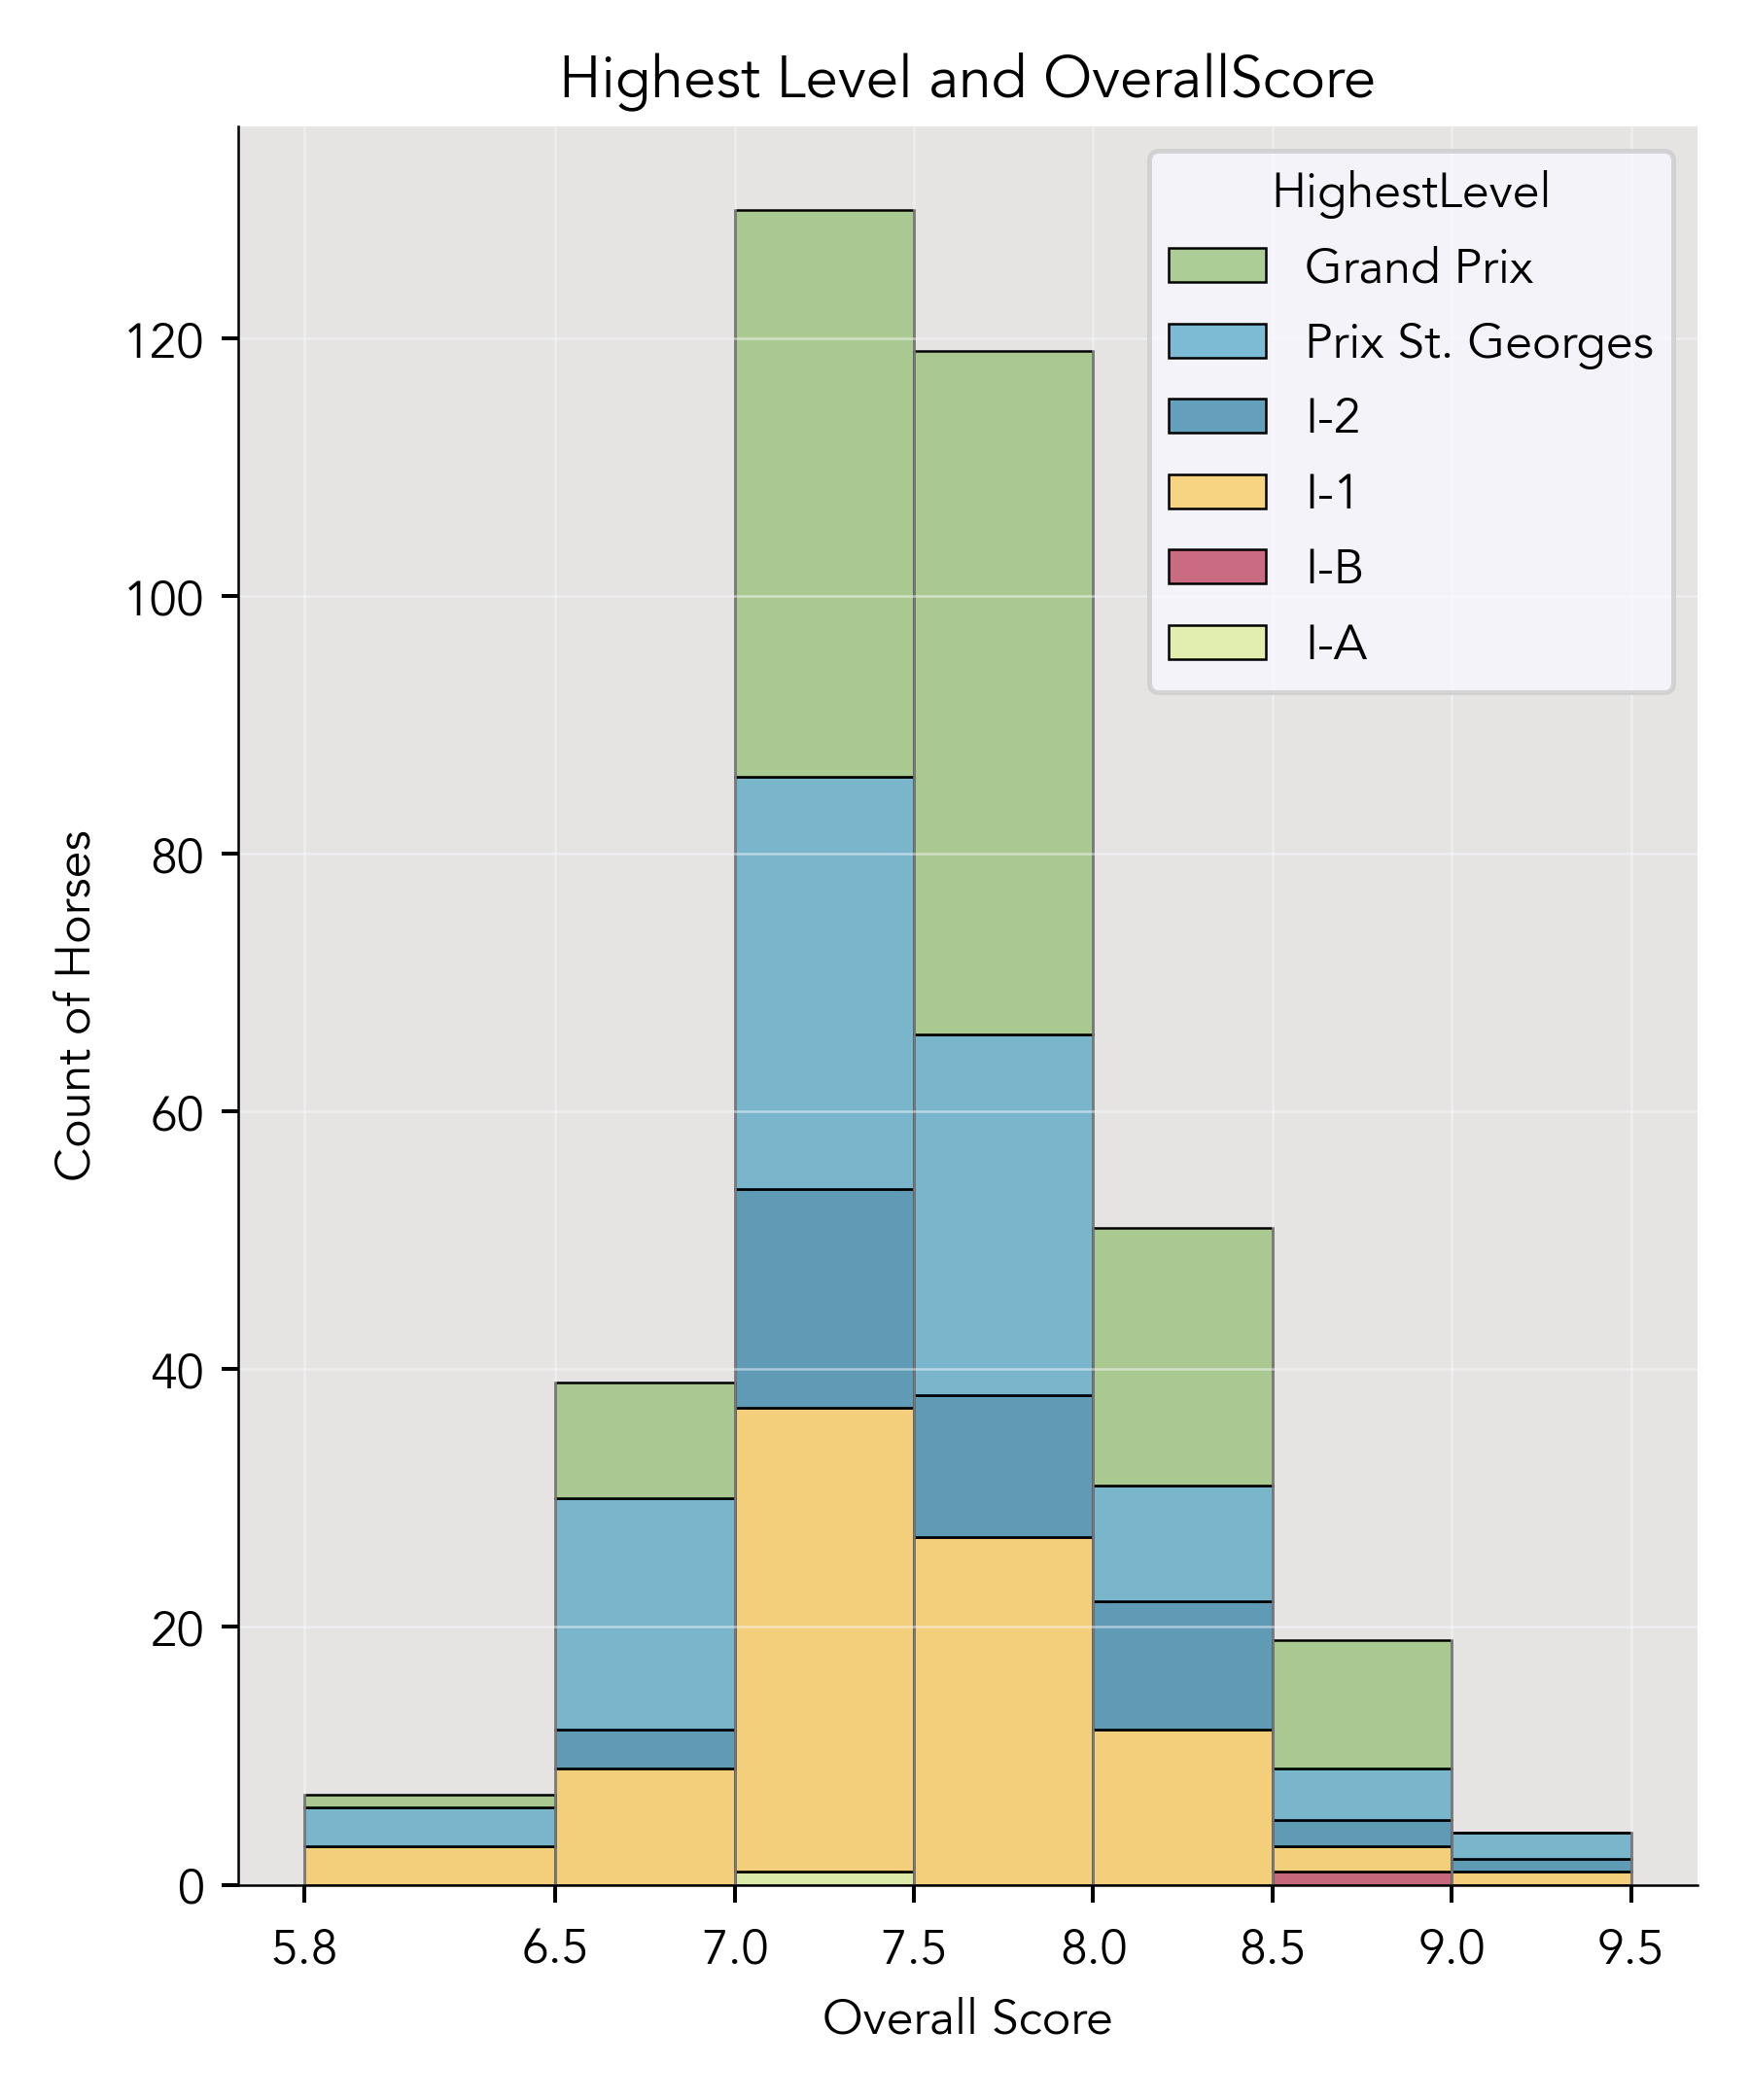 Highest Level and OverallScore
HighestLevel
Grand Prix
Prix St. Georges
I-2
I-1
I-B
I-A
120
100
80
60
40
20
0
Count of Horses
5.8 6.5 7.0 7.5 8.0 8.5 9.0 9.5
Overall Score